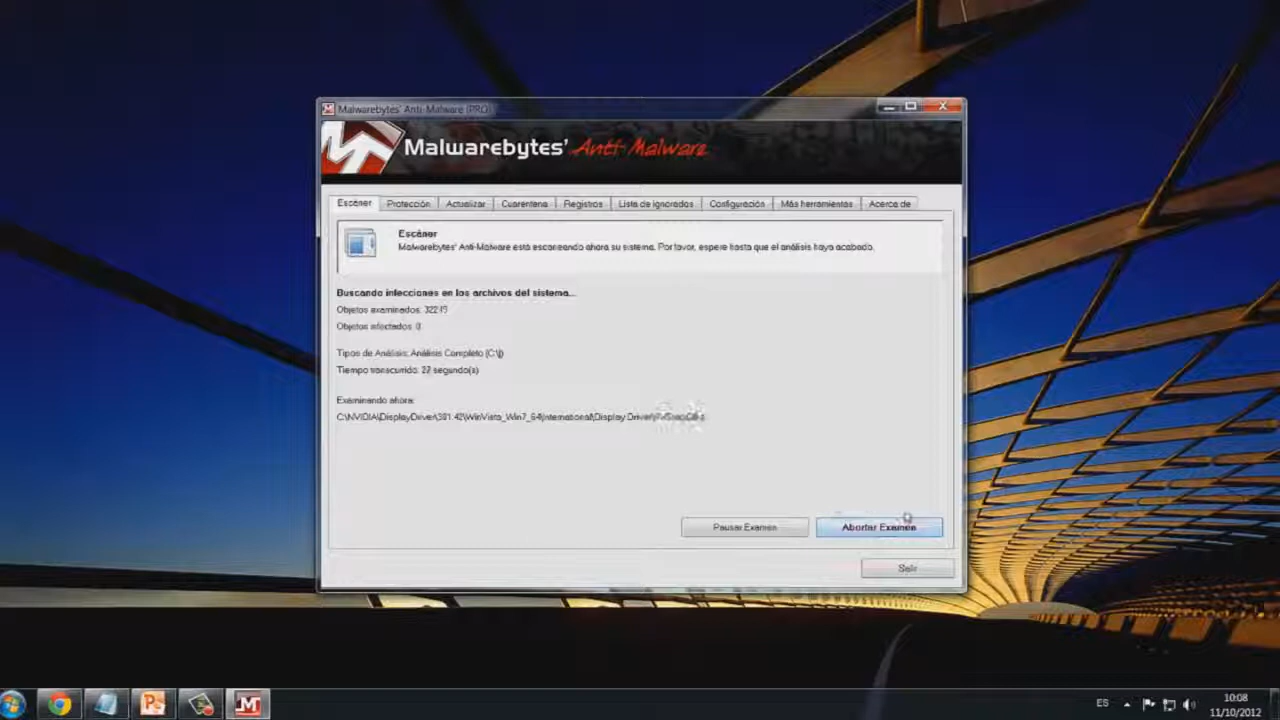 Malwarebytes' Anti-Malware (PRO)
Malwarebytes' Anti-Malware
Escáner Protección Actualizar Cuarentena Registros Lista de ignorados Configuración Más herramientas Acerca de
Escáner
Malwarebytes' Anti-Malware está escaneando ahora su sistema. Por favor, espere hasta que el análisis haya acabado.
Buscando infecciones en los archivos del sistema...
Objetos examinados:
Objetos infectados: 0
Tipos de Análisis: Análisis Completo (C:\|)
Tiempo transcurrido: 22 segundo(s)
Examinando ahora:
Pausar Examen Abortar Examen
Salir
ES
10:08
11/10/2012